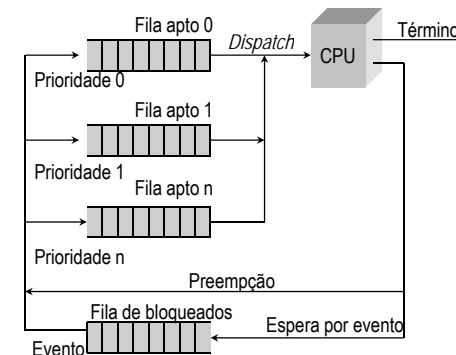 Fila apto 0
Dispatch
CPU
Término
Prioridade 0
Fila apto 1
Prioridade 1
Fila apto n
Prioridade n
Preempção
Fila de bloqueados
Espera por evento
Evento